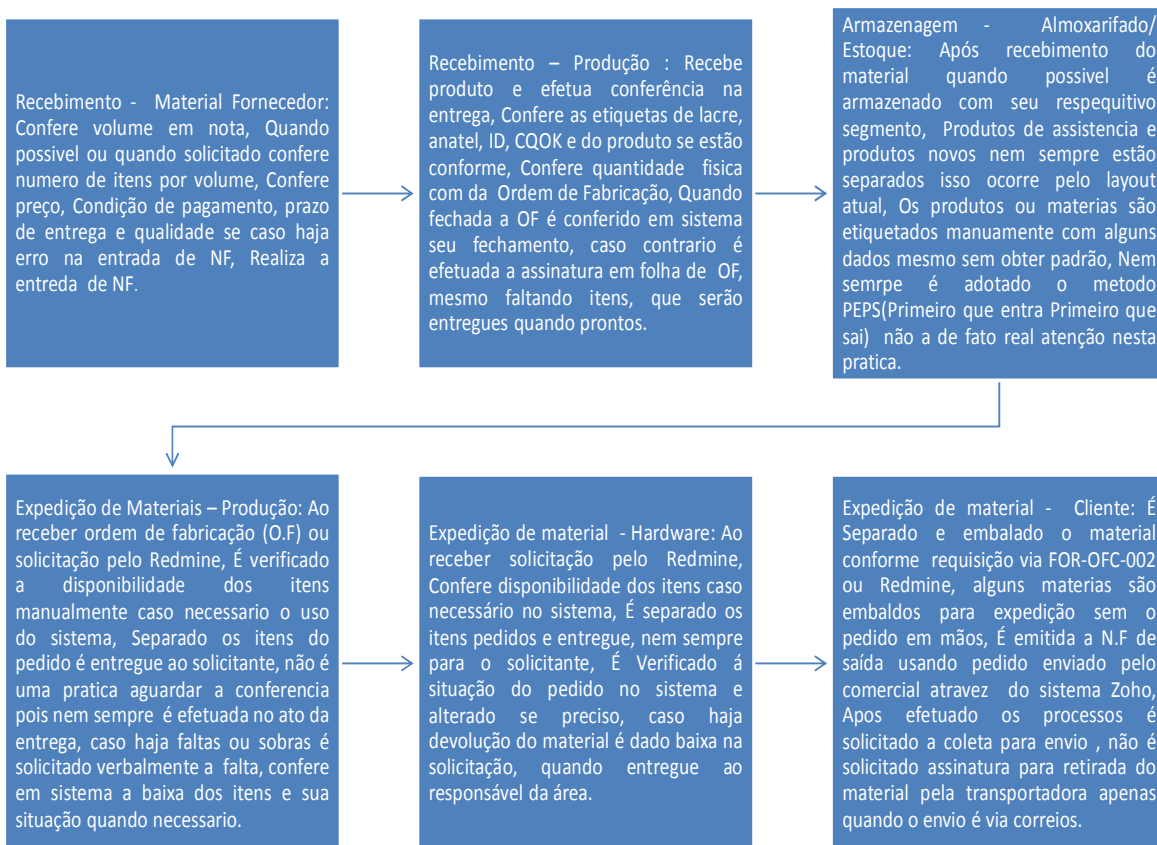 Recebimento - Material Fornecedor:
Confere volume em nota, Quando
possivel ou quando solicitado confere
numero de itens por volume, Confere
preço, Condição de pagamento, prazo
de entrega e qualidade se caso haja
erro na entrada de NF, Realiza a
entreda de NF.
Recebimento – Produção : Recebe
produto e efetua conferência na
entrega, Confere as etiquetas de lacre,
anatel, ID, CQOK e do produto se estão
conforme, Confere quantidade fisica
com da Ordem de Fabricação, Quando
fechada a OF é conferido em sistema
seu fechamento, caso contrario é
efetuada a assinatura em folha de OF,
mesmo faltando itens, que serão
entregues quando prontos.
Armazenagem - Almoxarifado/
Estoque: Após recebimento do
material quando possivel é
armazenado com seu respequitivo
segmento, Produtos de assistencia e
produtos novos nem sempre estão
separados isso ocorre pelo layout
atual, Os produtos ou materias são
etiquetados manuamente com alguns
dados mesmo sem obter padrão, Nem
semrpe é adotado o metodo
PEPS(Primeiro que entra Primeiro que
sai) não a de fato real atenção nesta
pratica.
Expedição de Materiais – Produção: Ao
receber ordem de fabricação (O.F) ou
solicitação pelo Redmine, É verificado
a disponibilidade dos itens
manualmente caso necessario o uso
do sistema, Separado os itens do
pedido é entregue ao solicitante, não é
uma pratica aguardar a conferencia
pois nem sempre é efetuada no ato da
entrega, caso haja faltas ou sobras é
solicitado verbalmente a falta, confere
em sistema a baixa dos itens e sua
situação quando necessario.
Expedição de material - Hardware: Ao
receber solicitação pelo Redmine,
Confere disponibilidade dos itens caso
necessário no sistema, É separado os
itens pedidos e entregue, nem sempre
para o solicitante, É Verificado á
situação do pedido no sistema e
alterado se preciso, caso haja
devolução do material é dado baixa na
solicitação, quando entregue ao
responsável da área.
Expedição de material - Cliente: É
Separado e embalado o material
conforme requisição via FOR-OFC-002
ou Redmine, alguns materias são
embaldos para expedição sem o
pedido em mãos, É emitida a N.F de
saída usando pedido enviado pelo
comercial atravez do sistema Zoho,
Apos efetuado os processos é
solicitado a coleta para envio , não é
solicitado assinatura para retirada do
material pela transportadora apenas
quando o envio é via correios.